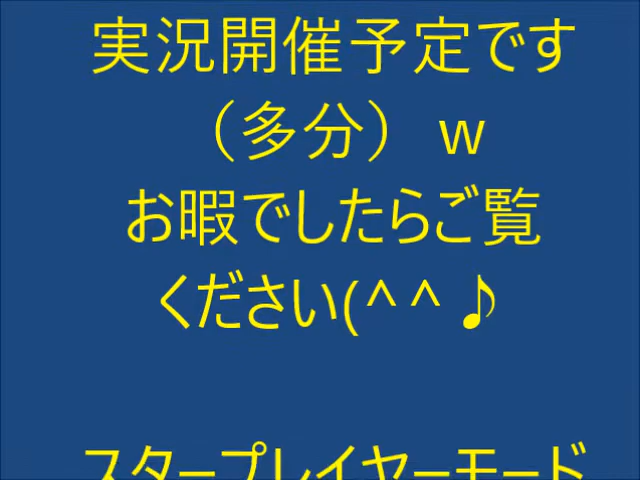 実況開催予定です
（多分） w
お暇でしたらご覧
ください(^^♪
スタープレイヤーモード